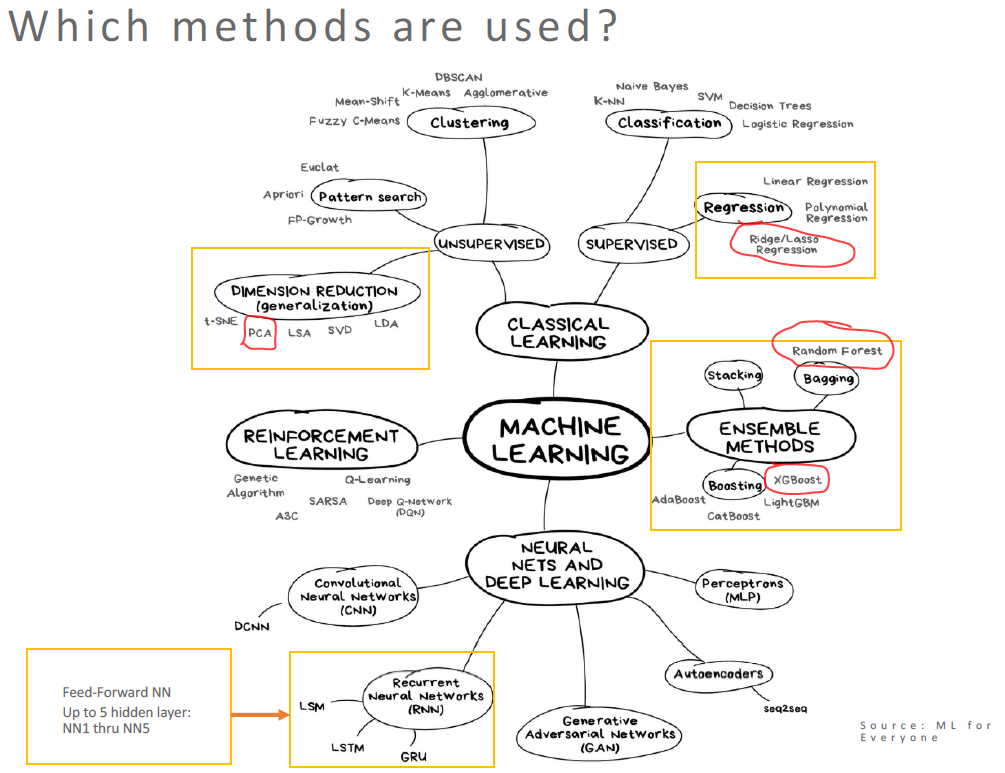 Which methods are used?
DBSCAN
K-Means
Agglomerative
Mean-Shift
Fuzzy C-Means
Clustering
Naive Bayes
K-NN
SVM
Decision Trees
Classification
Logistic Regression
Euclat
Apriori
Pattern search
FP-Growth
Linear Regression
Regression
Polynomial
Regression
Ridge/Lasso
Regression
UNSUPERVISED
SUPERVISED
DIMENSION REDUCTION
(generalization)
t-SNE
PCA
LSA
SVD
LDA
CLASSICAL
LEARNING
Random Forest
Stacking
Bagging
MACHINE
LEARNING
ENSEMBLE
METHODS
REINFORCEMENT
LEARNING
Genetic
Algorithm
Q-Learning
SARSA
Deep Q-Network
(DQN)
A3C
Boosting
XGBoost
AdaBoost
LightGBM
CatBoost
NEURAL
NETS AND
DEEP LEARNING
Convolutional
Neural Networks
(CNN)
DCNN
Perceptrons
(MLP)
Feed-Forward NN
Up to 5 hidden layer:
NN1 thru NN5
Recurrent
Neural Networks
(RNN)
LSM
LSTM
GRU
Autoencoders
seq2seq
Generative
Adversarial Networks
(GAN)
Source: ML for
Everyone